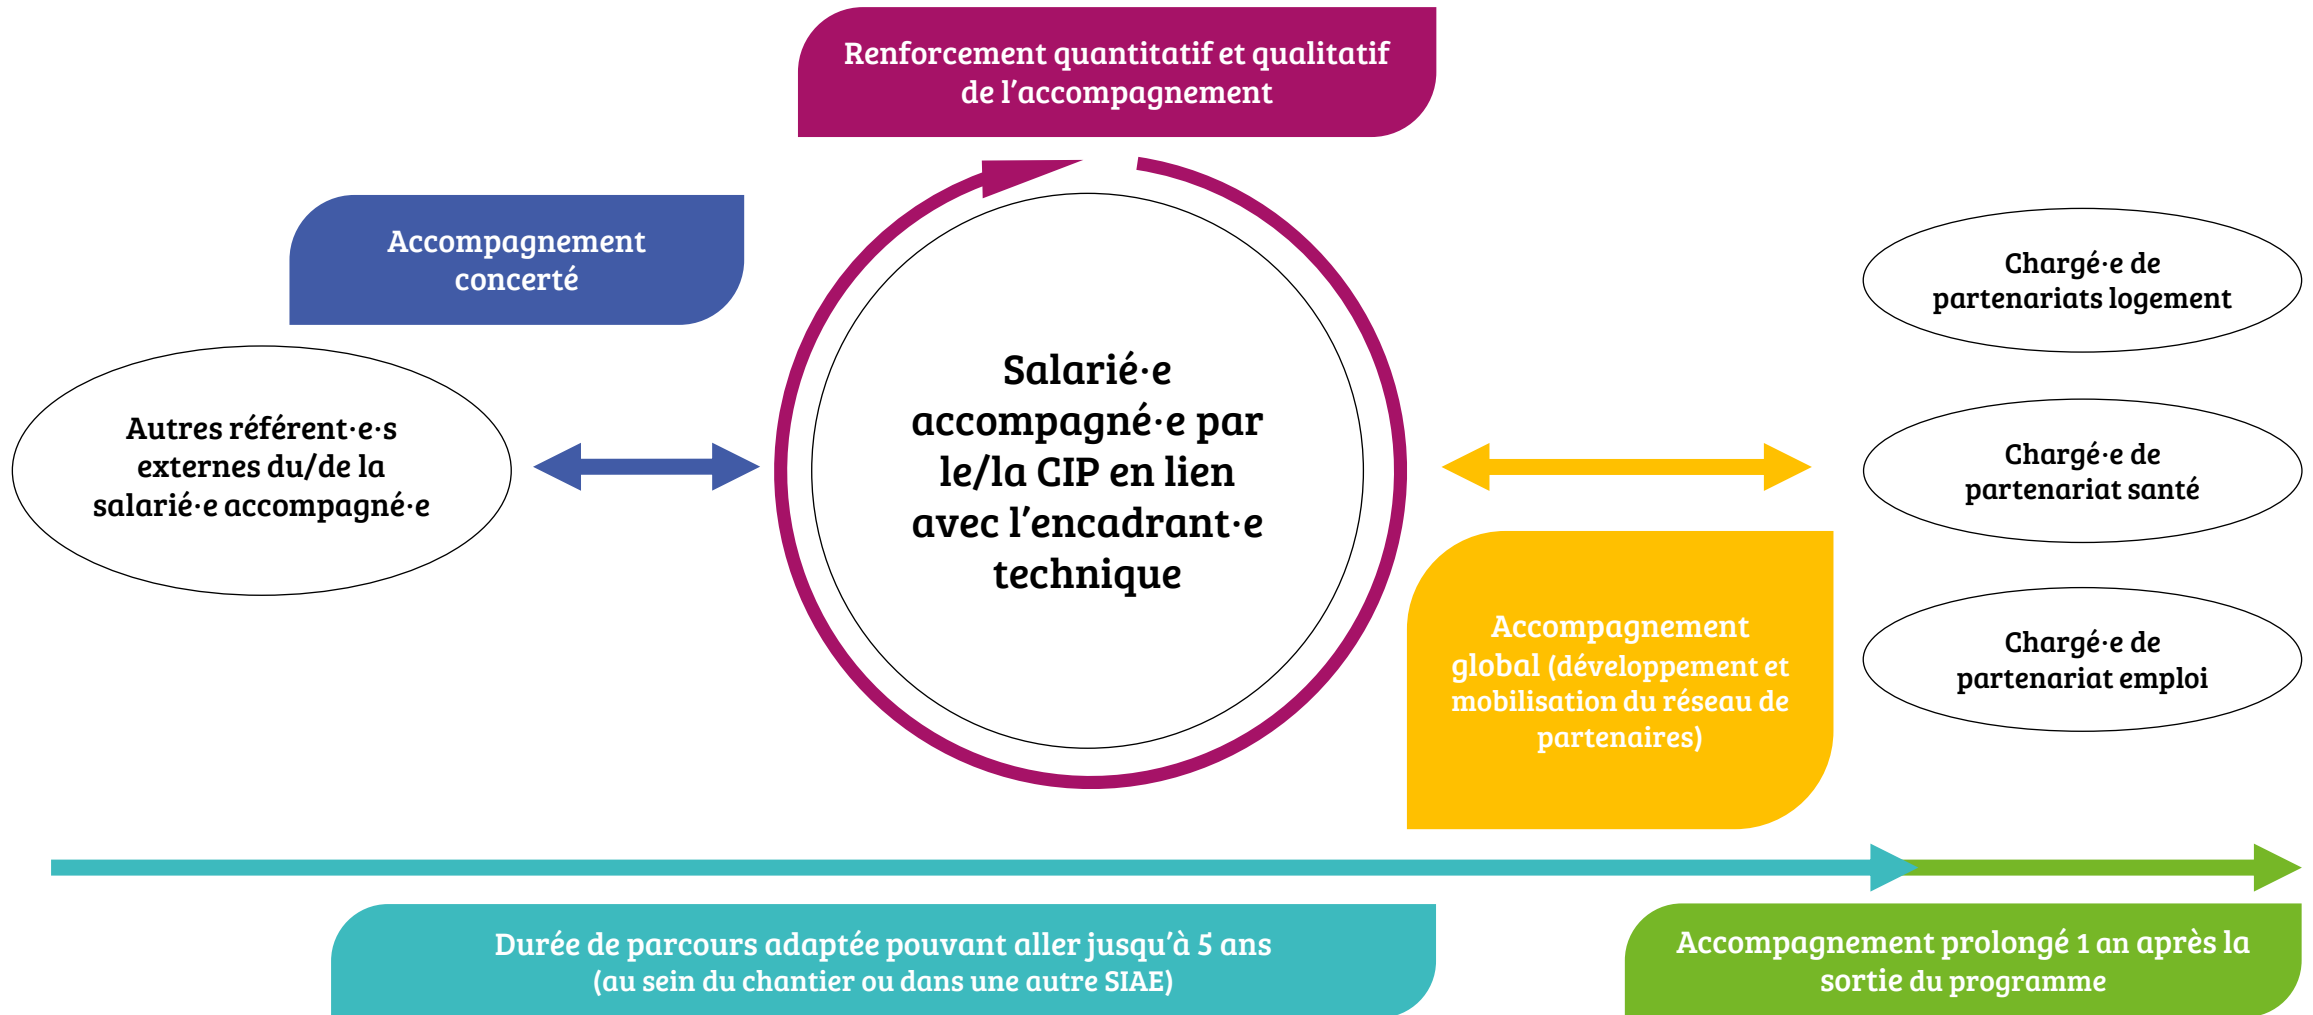 Renforcement quantitatif et qualitatif
de l’accompagnement
Accompagnement
concerté
Autres référent·e·s
externes du/de la
salarié·e accompagné·e
Salarié·e
accompagné·e par
le/la CIP en lien
avec l’encadrant·e
technique
Chargé·e de
partenariats logement
Chargé·e de
partenariat santé
Chargé·e de
partenariat emploi
Accompagnement
global (développement et
mobilisation du réseau de
partenaires)
Durée de parcours adaptée pouvant aller jusqu’à 5 ans
(au sein du chantier ou dans une autre SIAE)
Accompagnement prolongé 1 an après la
sortie du programme